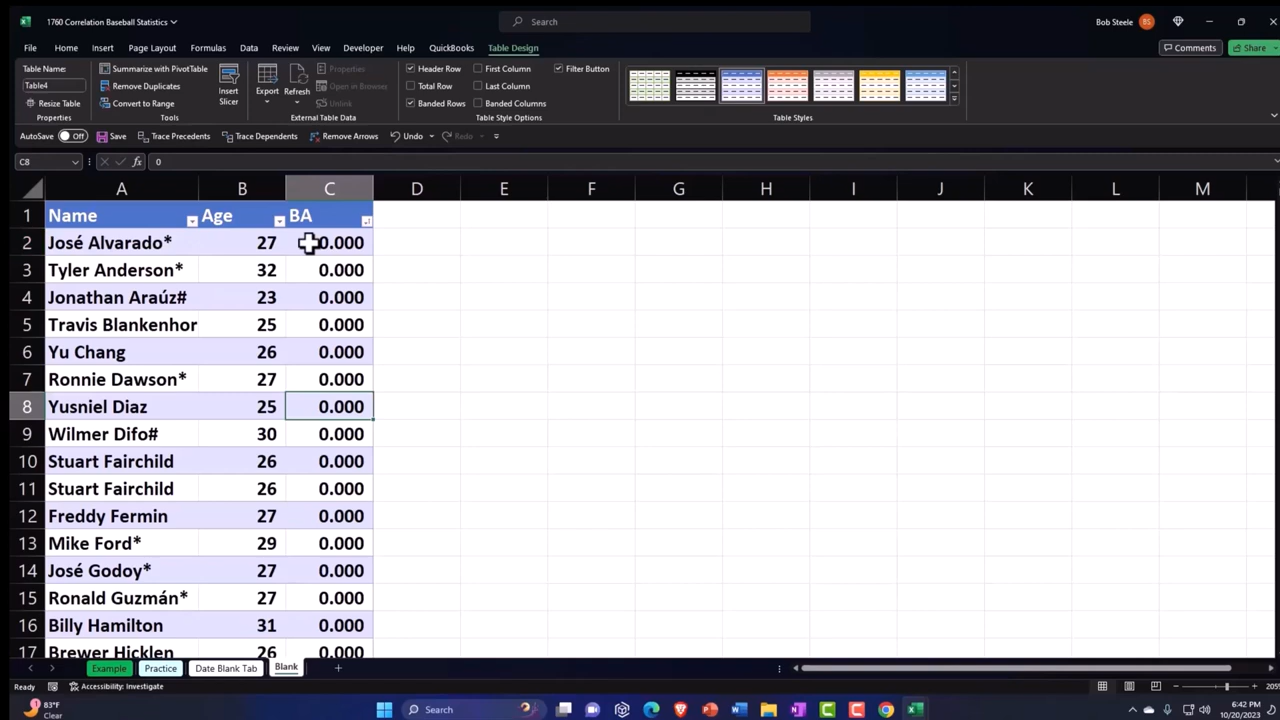 1760 Correlation Baseball Statistics
Search
Bob Steele
BS
File Home Insert Page Layout Formulas Data Review View Developer Help QuickBooks Table Design
Comments Share
Table Name:
Table4
Resize Table
Properties
Summarize with PivotTable
Remove Duplicates
Convert to Range
Tools
Insert
Slicer
Export
Refresh
Properties
Open in Browser
Unlink
External Table Data
Header Row First Column Filter Button
Total Row Last Column
Banded Rows Banded Columns
Table Style Options
Table Styles
AutoSave Off Save Trace Precedents Trace Dependents Remove Arrows Undo Redo
C8 fx 0
A B C D E F G H I J K L M
1 Name Age BA
2 José Alvarado* 27 0.000
3 Tyler Anderson* 32 0.000
4 Jonathan Araúz# 23 0.000
5 Travis Blankenhor 25 0.000
6 Yu Chang 26 0.000
7 Ronnie Dawson* 27 0.000
8 Yusniel Diaz 25 0.000
9 Wilmer Difo# 30 0.000
10 Stuart Fairchild 26 0.000
11 Stuart Fairchild 26 0.000
12 Freddy Fermin 27 0.000
13 Mike Ford* 29 0.000
14 José Godoy* 27 0.000
15 Ronald Guzmán* 27 0.000
16 Billy Hamilton 31 0.000
17 Brewer Hicklen 26 0.000
Example Practice Date Blank Tab Blank
Ready Accessibility: Investigate
83°F
Clear
Search
6:42 PM
10/20/2023